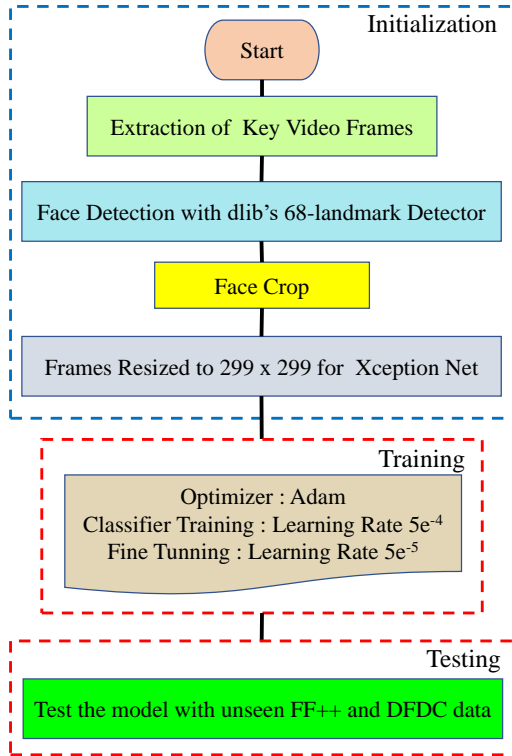 Initialization
Start
Extraction of Key Video Frames
Face Detection with dlib's 68-landmark Detector
Face Crop
Frames Resized to 299 x 299 for Xception Net
Training
Optimizer : Adam
Classifier Training : Learning Rate 5e⁻⁴
Fine Tunning : Learning Rate 5e⁻⁵
Testing
Test the model with unseen FF++ and DFDC data